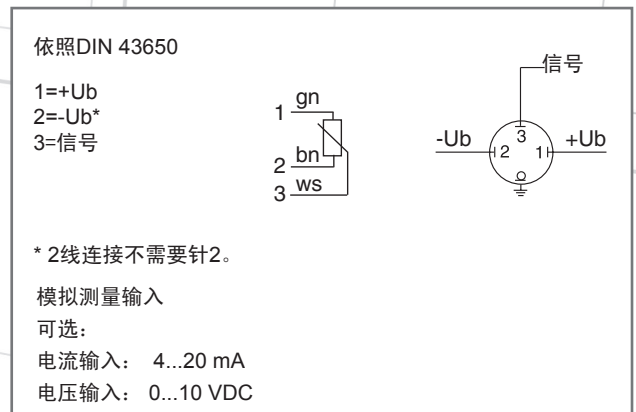 依照DIN 43650
1=+Ub
2=-Ub*
3=信号
1 gn
2 bn
3 ws
信号
-Ub
2
3
1
+Ub
* 2线连接不需要针2。
模拟测量输入
可选：
电流输入： 4...20 mA
电压输入： 0...10 VDC